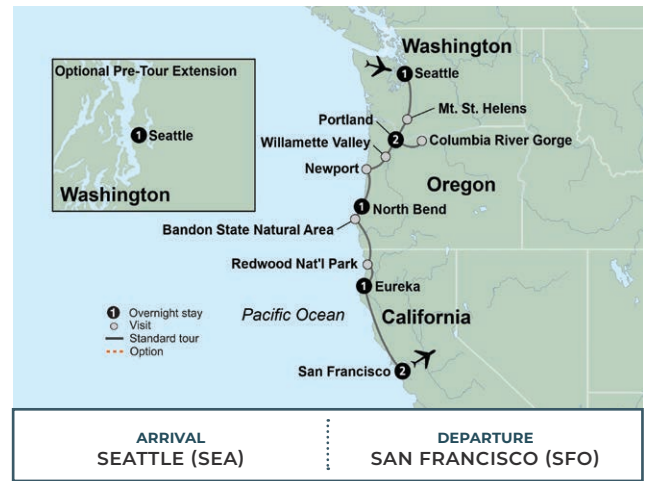 Optional Pre-Tour Extension
1 Seattle
Washington
Washington
1 Seattle
Mt. St. Helens
Portland
2
Columbia River Gorge
Willamette Valley
Newport
Oregon
1 North Bend
Bandon State Natural Area
Redwood Nat'l Park
1 Eureka
1 Overnight stay
Visit
Standard tour
Option
Pacific Ocean
California
San Francisco 2
ARRIVAL
SEATTLE (SEA)
DEPARTURE
SAN FRANCISCO (SFO)